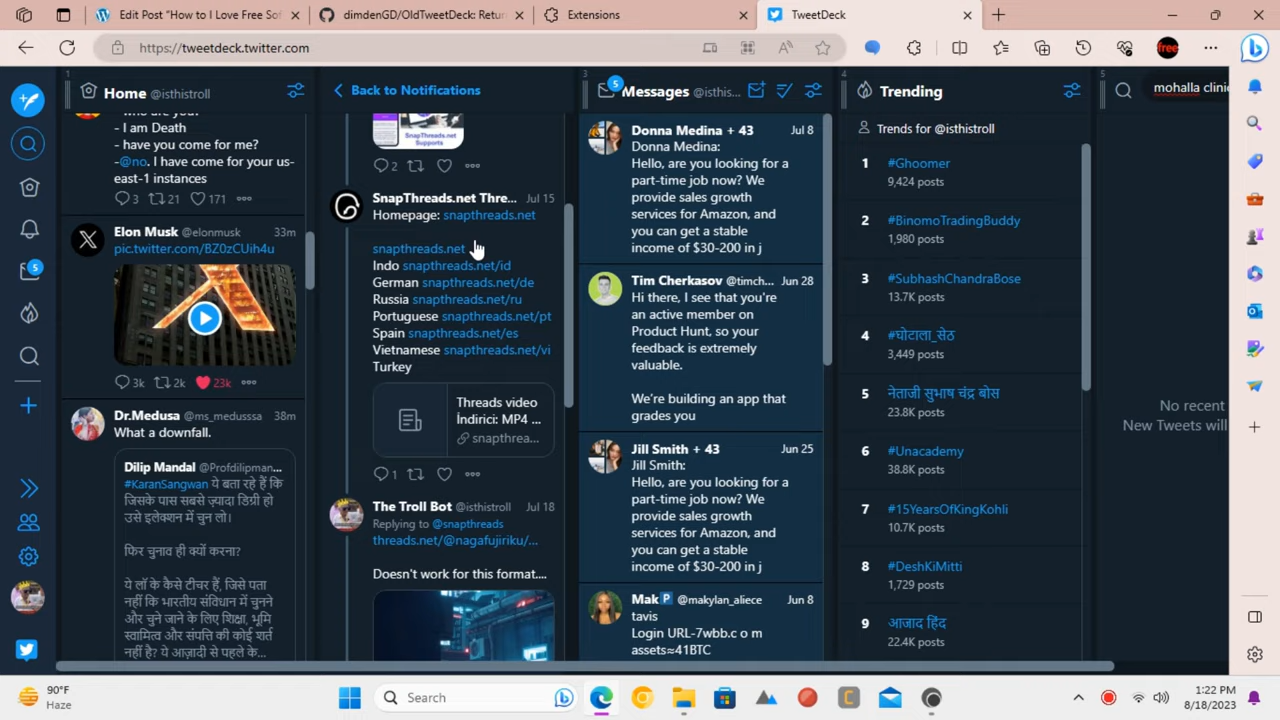 Edit Post "How to I Love Free Sof
dimdenGD/OldTweetDeck: Retu
Extensions
TweetDeck
https://tweetdeck.twitter.com
free
1
Home @isthistroll
- I am Death
- have you come for me?
-@no. I have come for your us-
east-1 instances
3 21 171
Elon Musk @elonmusk 33m
pic.twitter.com/BZ0zCUih4u
3k 2k 23k
Dr.Medusa @ms_medusssa 38m
What a downfall.
Dilip Mandal @Profdilipman...
#KaranSangwan ये बता रहे हैं कि
जिसके पास सबसे ज़्यादा डिग्री हो
उसे इलेक्शन में चुन लो।
फिर चुनाव ही क्यों करना?
ये लॉ के कैसे टीचर हैं, जिसे पता
नहीं कि भारतीय संविधान में चुनने
और चुने जाने के लिए शिक्षा, भूमि
स्वामित्व और संपत्ति की कोई शर्त
नहीं है? ये आज़ादी से पहले के...
5
Back to Notifications
SnapThreads.net
Supports
2
SnapThreads.net Thre... Jul 15
Homepage: snapthreads.net
snapthreads.net
Indo snapthreads.net/id
German snapthreads.net/de
Russia snapthreads.net/ru
Portuguese snapthreads.net/pt
Spain snapthreads.net/es
Vietnamese snapthreads.net/vi
Turkey
Threads video
İndirici: MP4 ...
snapthrea...
1
The Troll Bot @isthistroll Jul 18
Replying to @snapthreads
threads.net/@nagafujiriku/...
Doesn't work for this format....
3
5
Messages @isthis...
Donna Medina + 43 Jul 8
Donna Medina:
Hello, are you looking for a
part-time job now? We
provide sales growth
services for Amazon, and
you can get a stable
income of $30-200 in j
Tim Cherkasov @timch... Jun 28
Hi there, I see that you're
an active member on
Product Hunt, so your
feedback is extremely
valuable.
We're building an app that
grades you
Jill Smith + 43 Jun 25
Jill Smith:
Hello, are you looking for a
part-time job now? We
provide sales growth
services for Amazon, and
you can get a stable
income of $30-200 in j
Mak P @makylan_aliece Jun 8
tavis
Login URL-7wbb.c o m
assets≈41BTC
4
Trending
Trends for @isthistroll
1 #Ghoomer
9,424 posts
2 #BinomoTradingBuddy
1,980 posts
3 #SubhashChandraBose
13.7K posts
4 #घोटाला_सेठ
3,449 posts
5 नेताजी सुभाष चंद्र बोस
23.8K posts
6 #Unacademy
38.8K posts
7 #15YearsOfKingKohli
10.7K posts
8 #DeshKiMitti
1,729 posts
9 आजाद हिंद
22.4K posts
5
mohalla clinic
No recent
New Tweets will
90°F
Haze
Search
1:22 PM
8/18/2023